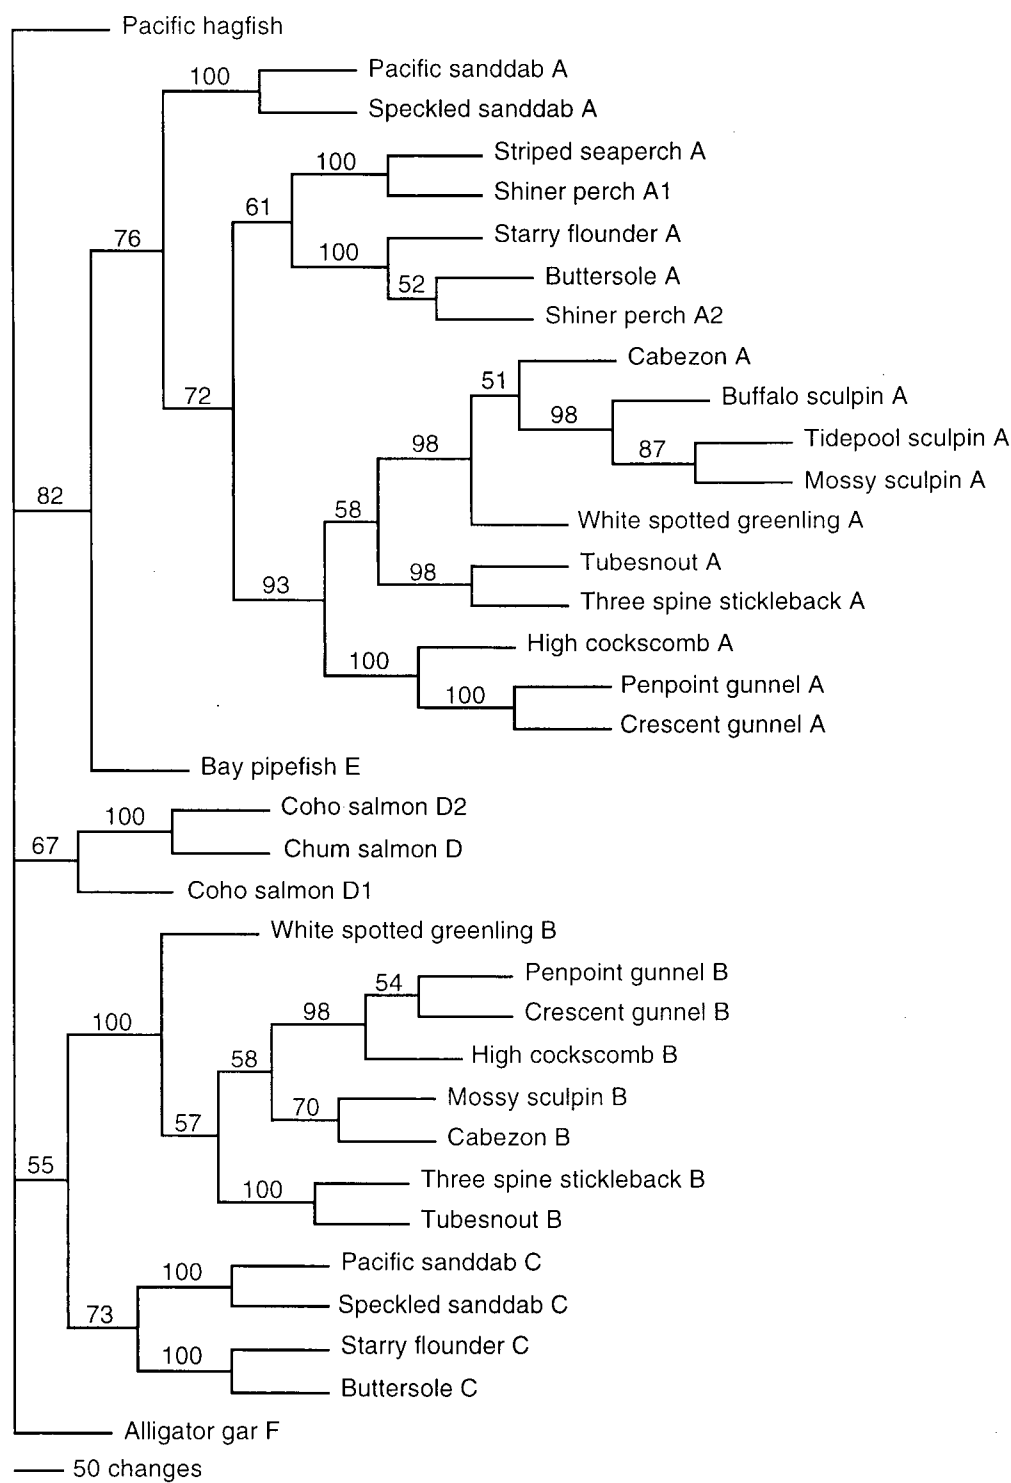 Pacific hagfish
Pacific sanddab A
100
Speckled sanddab A
Striped seaperch A
100
Shiner perch A1
61
Starry flounder A
76
100
Buttersole A
52
Shiner perch A2
Cabezon A
51
Buffalo sculpin A
72
98
Tidepool sculpin A
98
87
Mossy sculpin A
82
58
White spotted greenling A
Tubesnout A
98
93
Three spine stickleback A
High cockscomb A
100
Penpoint gunnel A
100
Crescent gunnel A
Bay pipefish E
Coho salmon D2
100
Chum salmon D
67
Coho salmon D1
White spotted greenling B
Penpoint gunnel B
54
Crescent gunnel B
98
100
High cockscomb B
58
Mossy sculpin B
70
57
Cabezon B
55
Three spine stickleback B
100
Tubesnout B
Pacific sanddab C
100
Speckled sanddab C
73
Starry flounder C
100
Buttersole C
Alligator gar F
50 changes